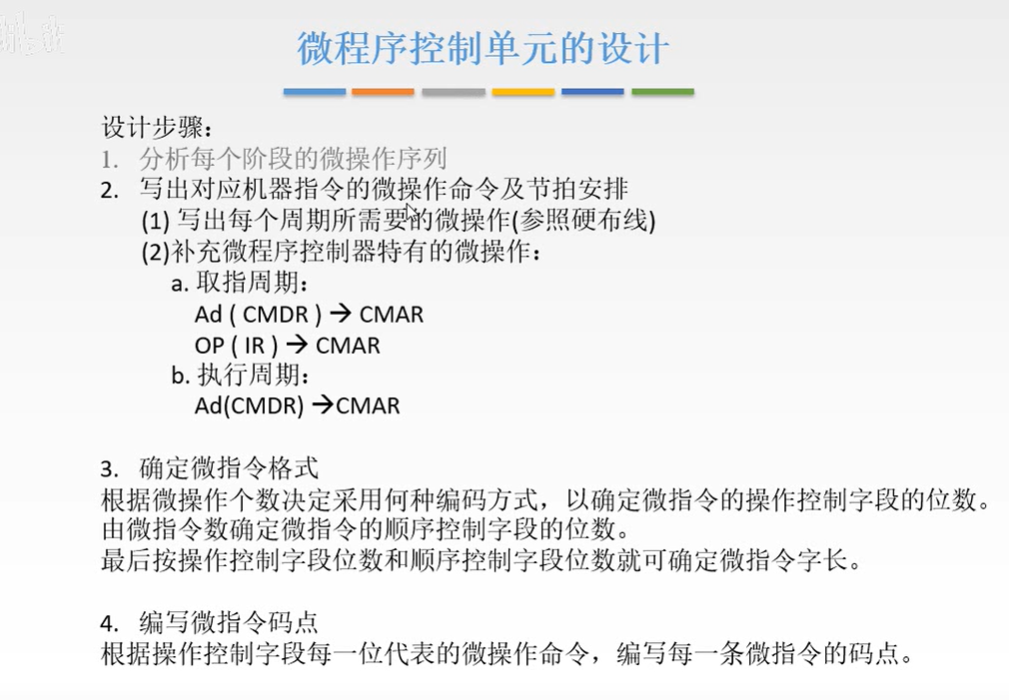 微程序控制单元的设计
设计步骤：
1. 分析每个阶段的微操作序列
2. 写出对应机器指令的微操作命令及节拍安排
(1) 写出每个周期所需要的微操作(参照硬布线)
(2)补充微程序控制器特有的微操作：
a. 取指周期：
Ad ( CMDR ) → CMAR
OP ( IR ) → CMAR
b. 执行周期：
Ad(CMDR) →CMAR
3. 确定微指令格式
根据微操作个数决定采用何种编码方式，以确定微指令的操作控制字段的位数。
由微指令数确定微指令的顺序控制字段的位数。
最后按操作控制字段位数和顺序控制字段位数就可确定微指令字长。
4. 编写微指令码点
根据操作控制字段每一位代表的微操作命令，编写每一条微指令的码点。